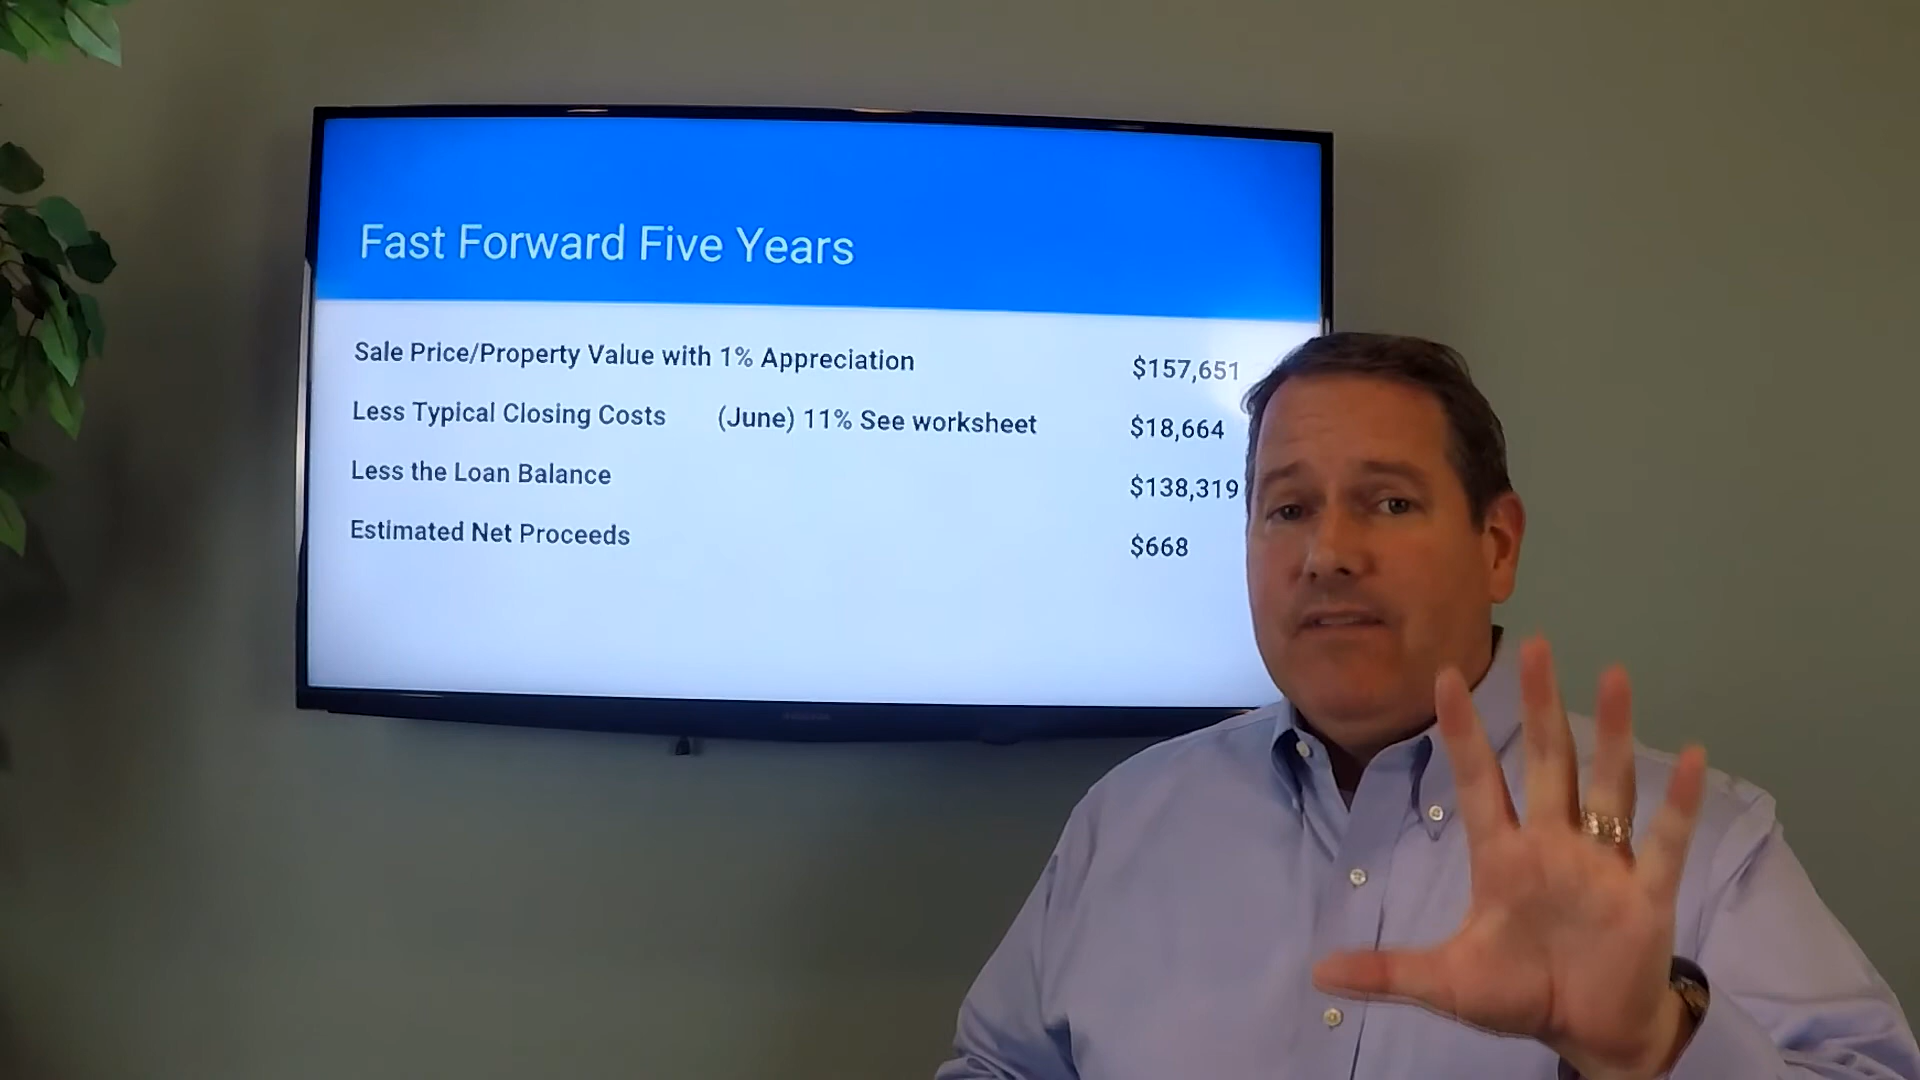 Fast Forward Five Years
Sale Price/Property Value with 1% Appreciation $157,651
Less Typical Closing Costs (June) 11% See worksheet $18,664
Less the Loan Balance $138,319
Estimated Net Proceeds $668